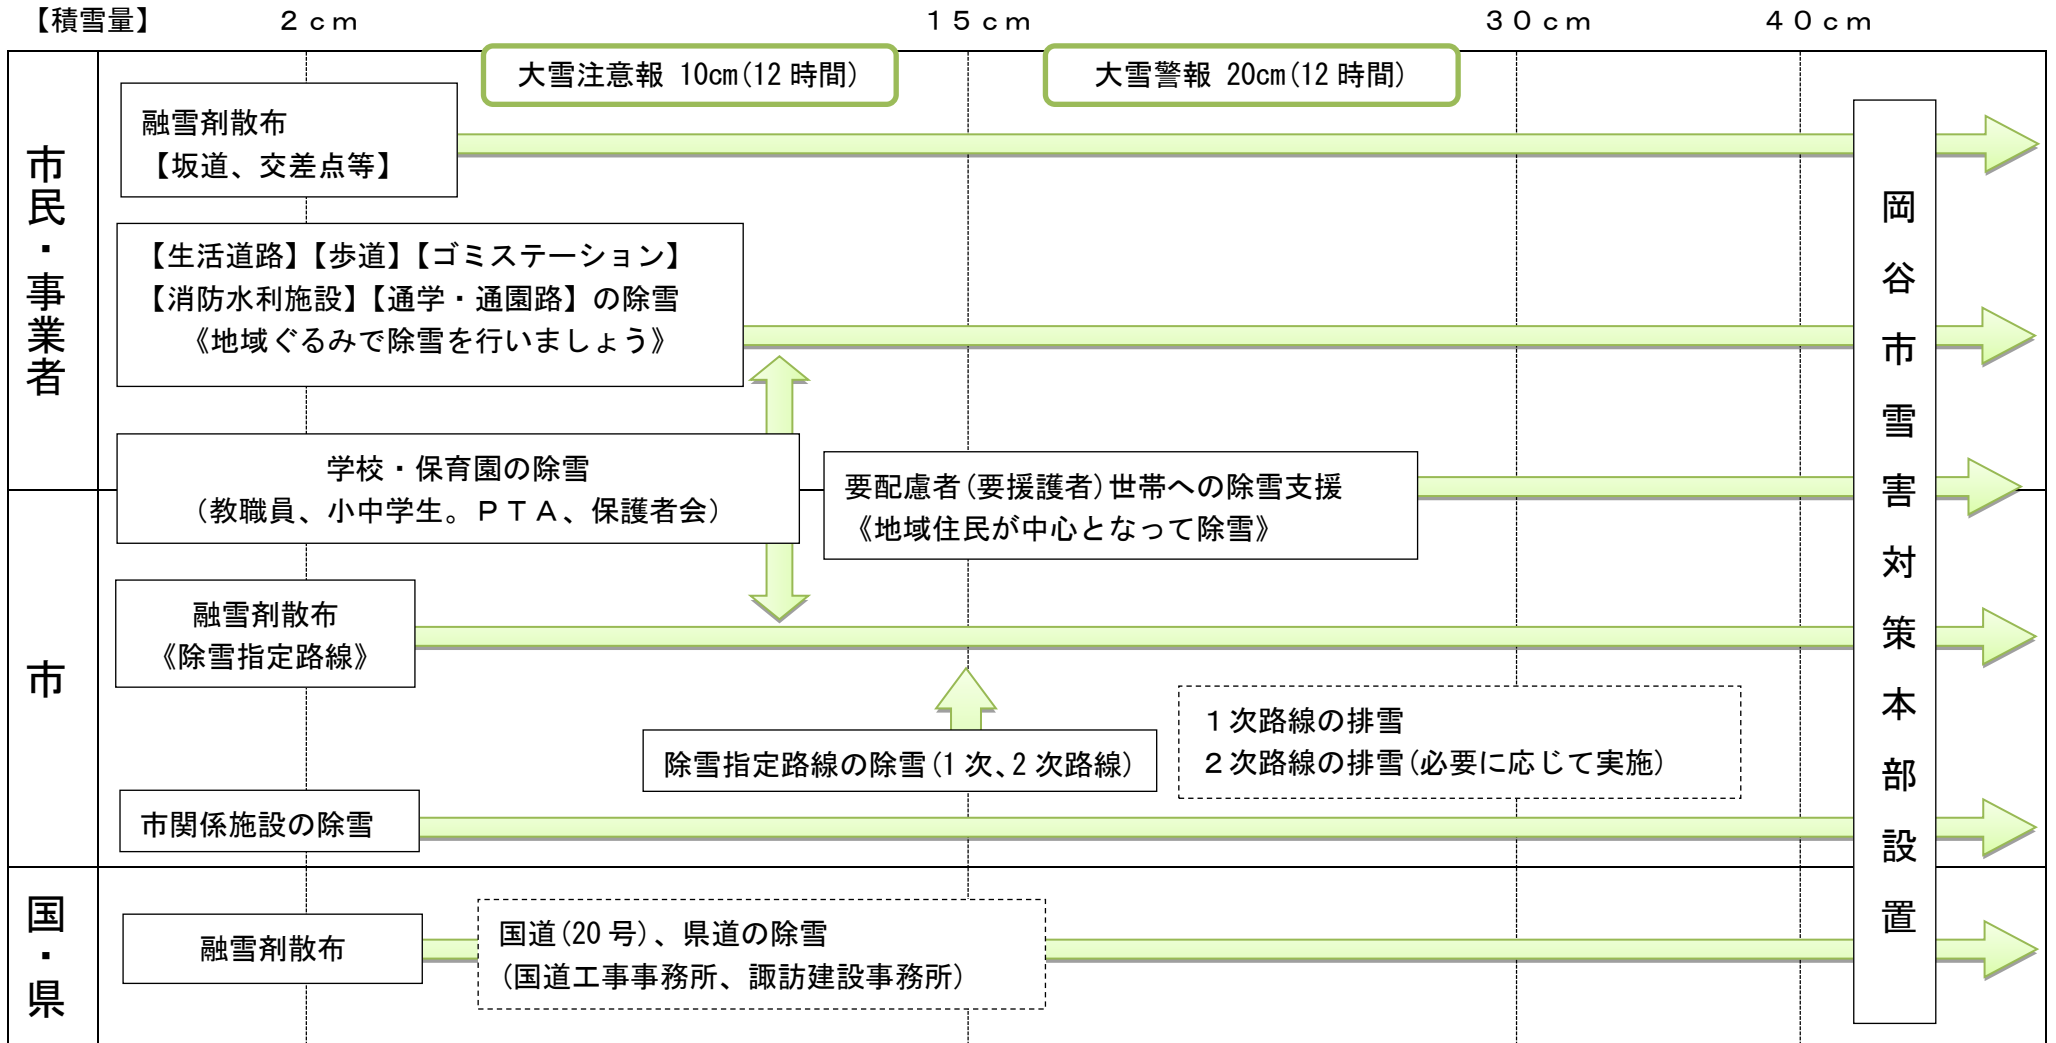 【積雪量】 ２ｃｍ １５ｃｍ ３０ｃｍ ４０ｃｍ
大雪注意報 10cm(12時間) 大雪警報 20cm(12時間)
市民・事業者
融雪剤散布
【坂道、交差点等】
【生活道路】【歩道】【ゴミステーション】
【消防水利施設】【通学・通園路】の除雪
《地域ぐるみで除雪を行いましょう》
学校・保育園の除雪
(教職員、小中学生。ＰＴＡ、保護者会)
要配慮者(要援護者)世帯への除雪支援
《地域住民が中心となって除雪》
市
融雪剤散布
《除雪指定路線》
除雪指定路線の除雪(1次、2次路線)
１次路線の排雪
２次路線の排雪(必要に応じて実施)
市関係施設の除雪
国・県
融雪剤散布
国道(20号)、県道の除雪
(国道工事事務所、諏訪建設事務所)
岡谷市雪害対策本部設置